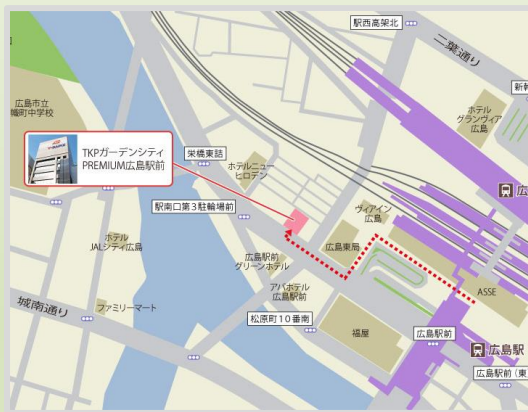 駅西高架北
二葉通り
新幹
広島市立
幟町中学校
ホテル
グランヴィア
広島
TKPガーデンシティ
PREMIUM広島駅前
栄橋東詰
ホテルニュー
ヒロデン
広
駅南口第3駐輪場前
ヴィアイン
広島
ホテル
JALシティ広島
広島東局
広島駅前
グリーンホテル
ASSE
アパホテル
広島駅前
城南通り
ファミリーマート
松原町10番南
福屋
広島駅前
広島駅
広島駅前(東